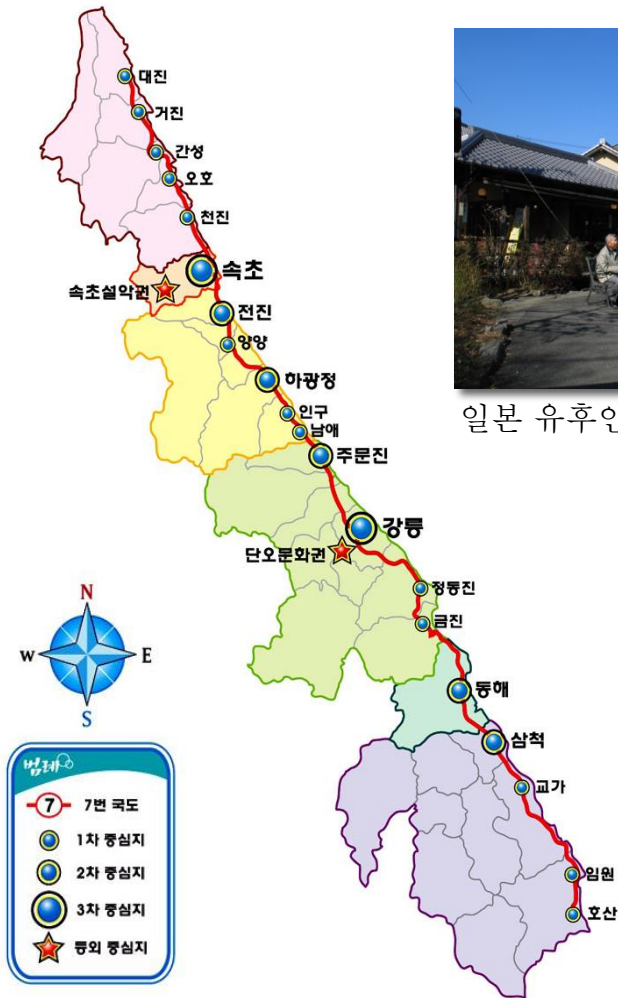 대진
거진
간성
오호
천진
속초
속초설악권
전진
양양
하광정
인구
남애
주문진
강릉
단오문화권
정동진
금진
N
W
E
S
동해
삼척
교가
임원
호산
범례
7 7번 국도
1차 중심지
2차 중심지
3차 중심지
등외 중심지
일본 유후인